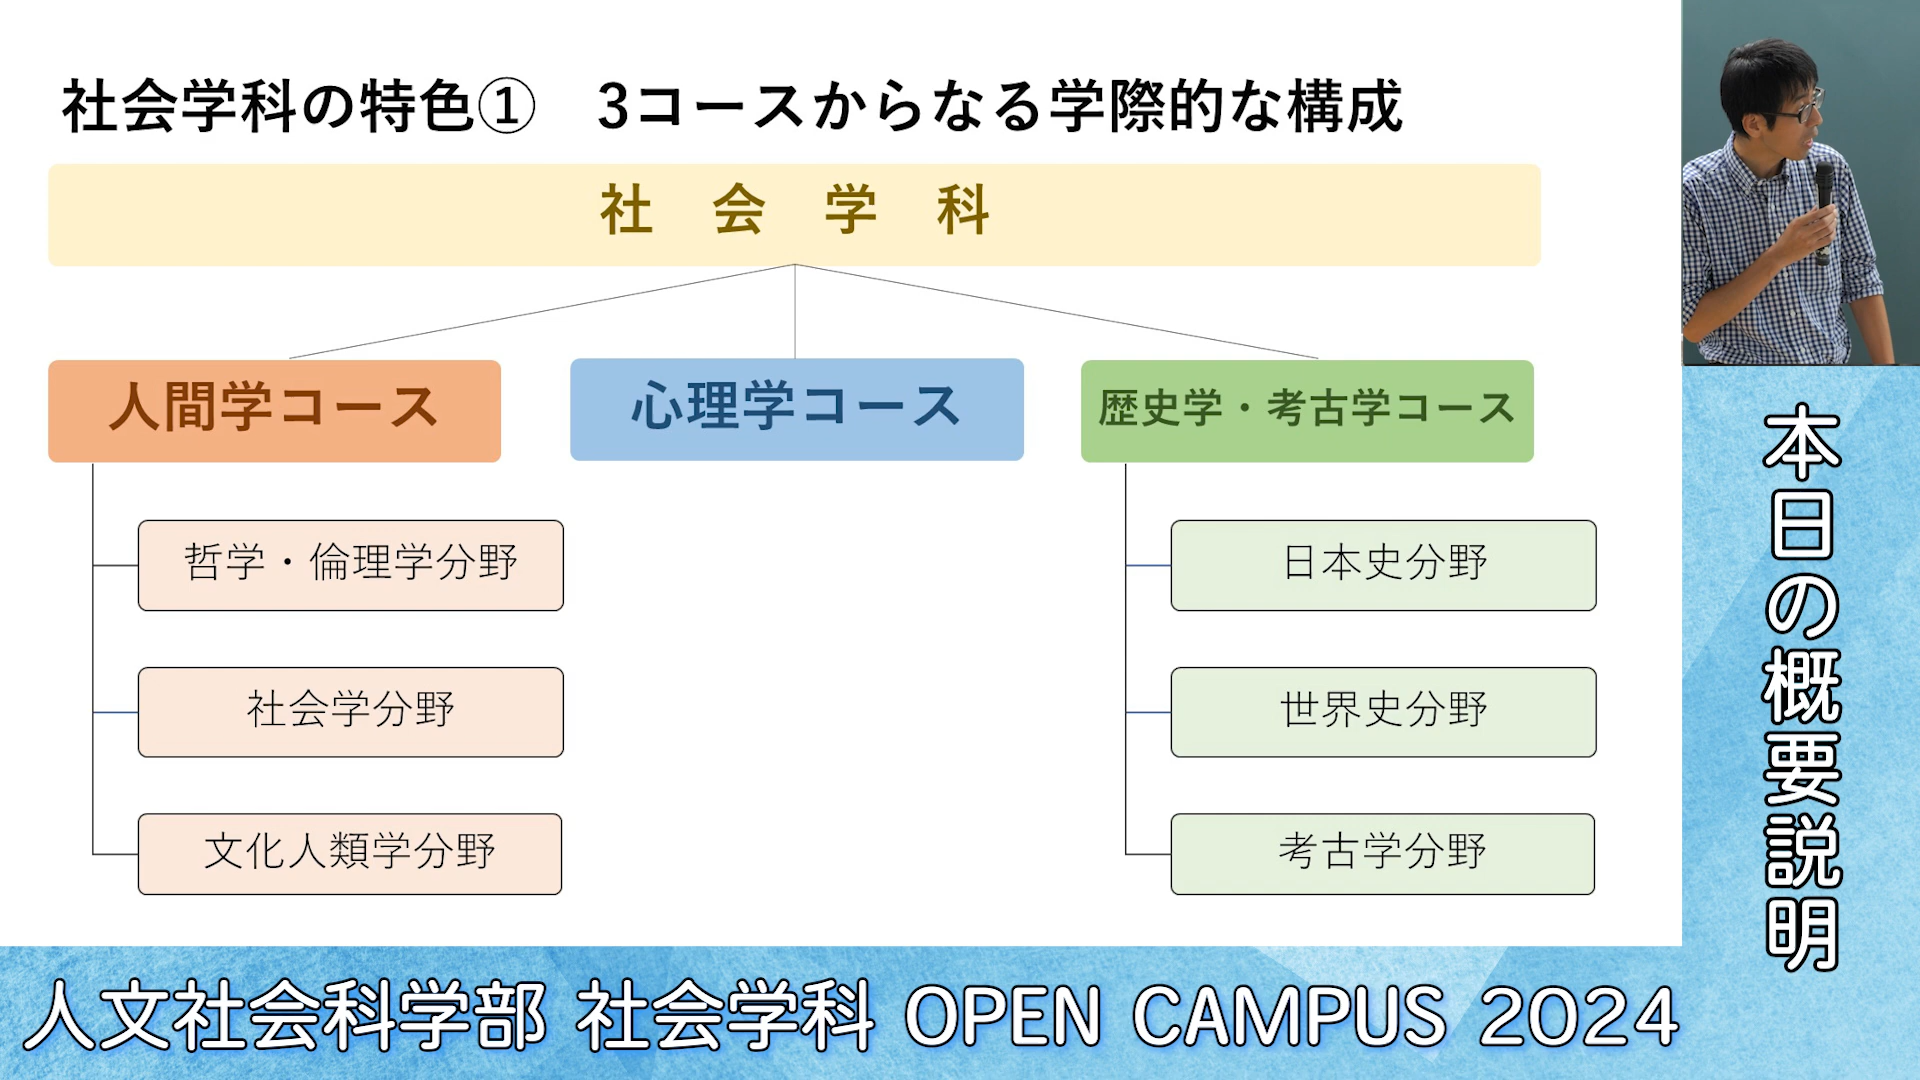 社会学科の特色① 3コースからなる学際的な構成
社 会 学 科
人間学コース
心理学コース
歴史学・考古学コース
哲学・倫理学分野
社会学分野
文化人類学分野
日本史分野
世界史分野
考古学分野
本日の概要説明
人文社会科学部 社会学科 OPEN CAMPUS 2024